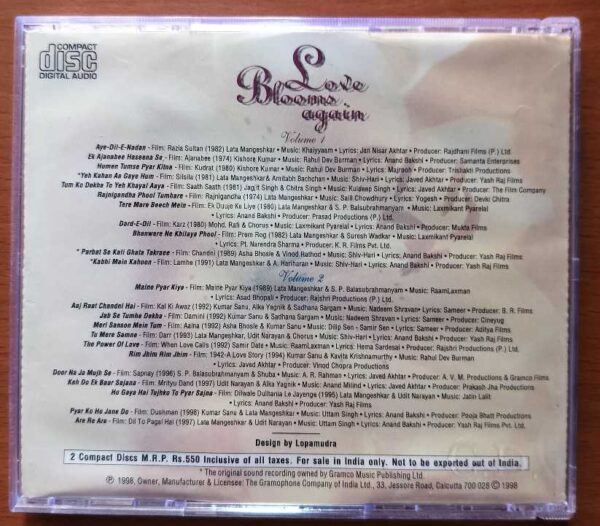 COMPACT
disc
DIGITAL AUDIO
Love
Blooms
again
Volume 1
Aye-Dil-E-Nadan - Film: Razia Sultan (1982) Lata Mangeshkar • Music: Khaiyyaam • Lyrics: Jan Nisar Akhtar • Producer: Rajdhani Films (P.) Ltd.
Ek Ajanabee Haseena Se - Film: Ajanabee (1974) Kishore Kumar • Music: Rahul Dev Burman • Lyrics: Anand Bakshi • Producer: Samanta Enterprises
Humen Tumse Pyar Kitna - Film: Kudrat (1980) Kishore Kumar • Music: Rahul Dev Burman • Lyrics: Majrooh • Producer: Trishakti Productions
*Yeh Kahan Aa Gaye Hum - Film: Silsila (1981) Lata Mangeshkar & Amitabh Bachchan • Music: Shiv-Hari • Lyrics: Javed Akhtar • Producer: Yash Raj Films
Tum Ko Dekha To Yeh Khayal Aaya - Film: Saath Saath (1981) Jagjit Singh & Chitra Singh • Music: Kuldeep Singh • Lyrics: Javed Akhtar • Producer: The Film Company
Rajnigandha Phool Tumhare - Film: Rajnigandha (1974) Lata Mangeshkar • Music: Salil Chowdhury • Lyrics: Yogesh • Producer: Devki Chitra
Tere Mere Beech Mein - Film: Ek Duuje Ke Liye (1980) Lata Mangeshkar & S. P. Balasubrahmanyam • Music: Laxmikant Pyarelal
• Lyrics: Anand Bakshi • Producer: Prasad Productions (P.) Ltd.
Dard-E-Dil - Film: Karz (1980) Mohd. Rafi & Chorus • Music: Laxmikant Pyarelal • Lyrics: Anand Bakshi • Producer: Mukta Films
Bhanware Ne Khilaya Phool - Film: Prem Rog (1982) Lata Mangeshkar & Suresh Wadkar • Music: Laxmikant Pyarelal
• Lyrics: Pt. Narendra Sharma • Producer: R. K. Films Pvt. Ltd.
* Parbat Se Kali Ghata Takraee - Film: Chandni (1989) Asha Bhosle & Vinod Rathod • Music: Shiv-Hari • Lyrics: Anand Bakshi • Producer: Yash Raj Films
*Kabhi Main Kahoon - Film: Lamhe (1991) Lata Mangeshkar & A. Hariharan • Music: Shiv-Hari • Lyrics: Anand Bakshi • Producer: Yash Raj Films
Volume 2
Maine Pyar Kiya - Film: Maine Pyar Kiya (1989) Lata Mangeshkar & S. P. Balasubrahmanyam • Music: RaamLaxman
• Lyrics: Asad Bhopali • Producer: Rajshri Productions (P.) Ltd.
Aaj Raat Chandni Hai - Film: Kal Ki Awaz (1992) Kumar Sanu, Alka Yagnik & Sadhana Sargam • Music: Nadeem Shravan • Lyrics: Sameer • Producer: B. R. Films
Jab Se Tumko Dekha - Film: Damini (1992) Kumar Sanu & Sadhana Sargam • Music: Nadeem Shravan • Lyrics: Sameer • Producer: Cineyug
Meri Sanson Mein Tum - Film: Aaina (1992) Asha Bhosle & Kumar Sanu • Music: Dilip Sen - Samir Sen • Lyrics: Sameer • Producer: Aditya Films
Tu Mere Samne - Film: Darr (1993) Lata Mangeshkar, Udit Narayan & Chorus • Music: Shiv-Hari • Lyrics: Anand Bakshi • Producer: Yash Raj Films
The Power Of Love - Film: When Love Calls (1992) Samir Date • Music: RaamLaxman • Lyrics: Hema Sardesai • Producer: Rajshri Productions (P.) Ltd.
Rim Jhim Rim Jhim - Film: 1942-A Love Story (1994) Kumar Sanu & Kavita Krishnamurthy • Music: Rahul Dev Burman
• Lyrics: Javed Akhtar • Producer: Vinod Chopra Productions
Door Na Ja Mujh Se - Film: Sapnay (1996) S. P. Balasubrahmanyam & Shuba • Music: A. R. Rahman • Lyrics: Javed Akhtar • Producer: A. V. M. Productions & Gramco Films
Keh Do Ek Baar Sajana - Film: Mrityu Dand (1997) Udit Narayan & Alka Yagnik • Music: Anand Milind • Lyrics: Javed Akhtar • Producer: Prakash Jha Productions
Ho Gaya Hai Tujhko To Pyar Sajna - Film: Dilwale Dulhania Le Jayenge (1995) Lata Mangeshkar & Udit Narayan • Music: Jatin Lalit
• Lyrics: Anand Bakshi • Producer: Yash Raj Films
Pyar Ko Ho Jane Do - Film: Dushman (1998) Kumar Sanu & Lata Mangeshkar • Music: Uttam Singh • Lyrics: Anand Bakshi • Producer: Pooja Bhatt Productions
Are Re Are - Film: Dil To Pagal Hai (1997) Lata Mangeshkar & Udit Narayan • Music: Uttam Singh • Lyrics: Anand Bakshi • Producer: Yash Raj Films Pvt. Ltd.
Design by Lopamudra
2 Compact Discs M.R.P. Rs.550 Inclusive of all taxes. For sale in India only. Not to be exported out of India.
* The original sound recording owned by Gramco Music Publishing
℗ 1998, Owner, Manufacturer & Licensee: The Gramophone Company of India Ltd., 33, Jessore Road, Calcutta 700 028 © 1998